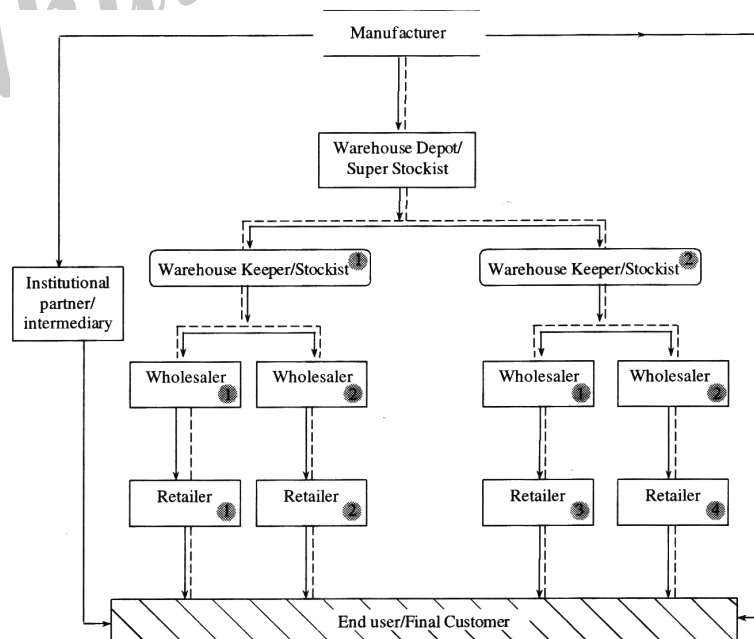 Manufacturer
Warehouse Depot/
Super Stockist
Warehouse Keeper/Stockist 1
Warehouse Keeper/Stockist 2
Institutional
partner/
intermediary
Wholesaler
1
Wholesaler
2
Wholesaler
1
Wholesaler
2
Retailer
1
Retailer
2
Retailer
3
Retailer
4
End user/Final Customer